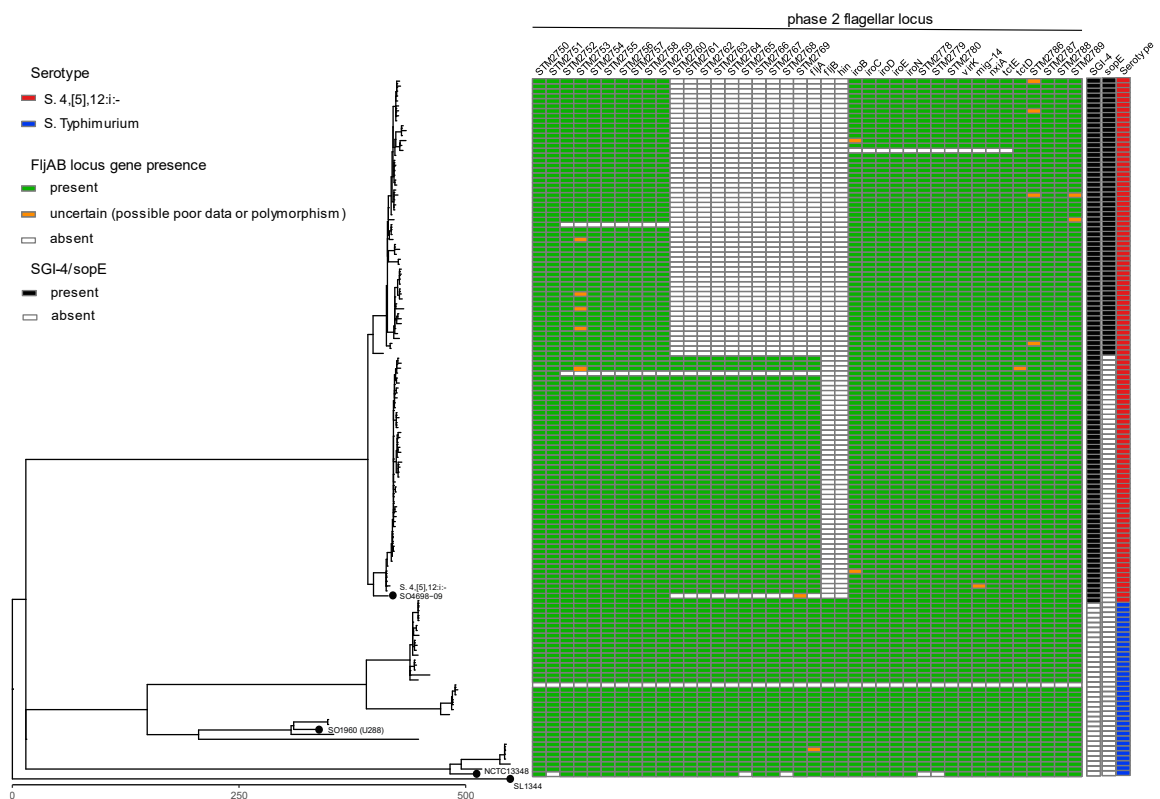 phase 2 flagellar locus
STM2750
STM2751
STM2752
STM2753
STM2754
STM2755
STM2756
STM2757
STM2758
STM2759
STM2760
STM2761
STM2762
STM2763
STM2764
STM2765
STM2766
STM2767
STM2768
STM2769
fljA
fljB
hin
iroB
iroC
iroD
iroE
iroN
STM2778
STM2779
STM2780
virK
mig-14
STM2786
STM2787
STM2788
STM2789
SGI-4
sopE
Serotype
Serotype
S. 4,[5],12:i:-
S. Typhimurium
FljAB locus gene presence
present
uncertain (possible poor data or polymorphism )
absent
SGI-4/sopE
present
absent
S. 4,[5],12:i:-
SO4698−09
SO1960 (U288)
NCTC13348
SL1344
0
250
500